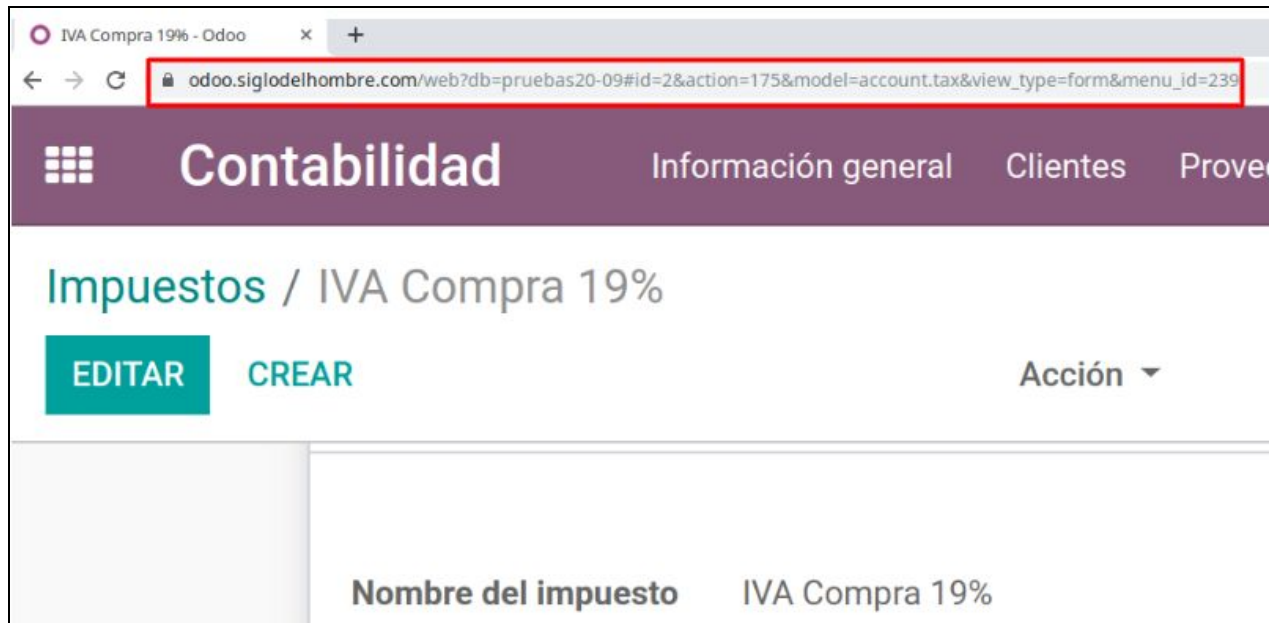 IVA Compra 19% - Odoo
odoo.siglodelhombre.com/web?db=pruebas20-09#id=2&action=175&model=account.tax&view_type=form&menu_id=239
Contabilidad Información general Clientes Provee
Impuestos / IVA Compra 19%
EDITAR CREAR Acción
Nombre del impuesto IVA Compra 19%